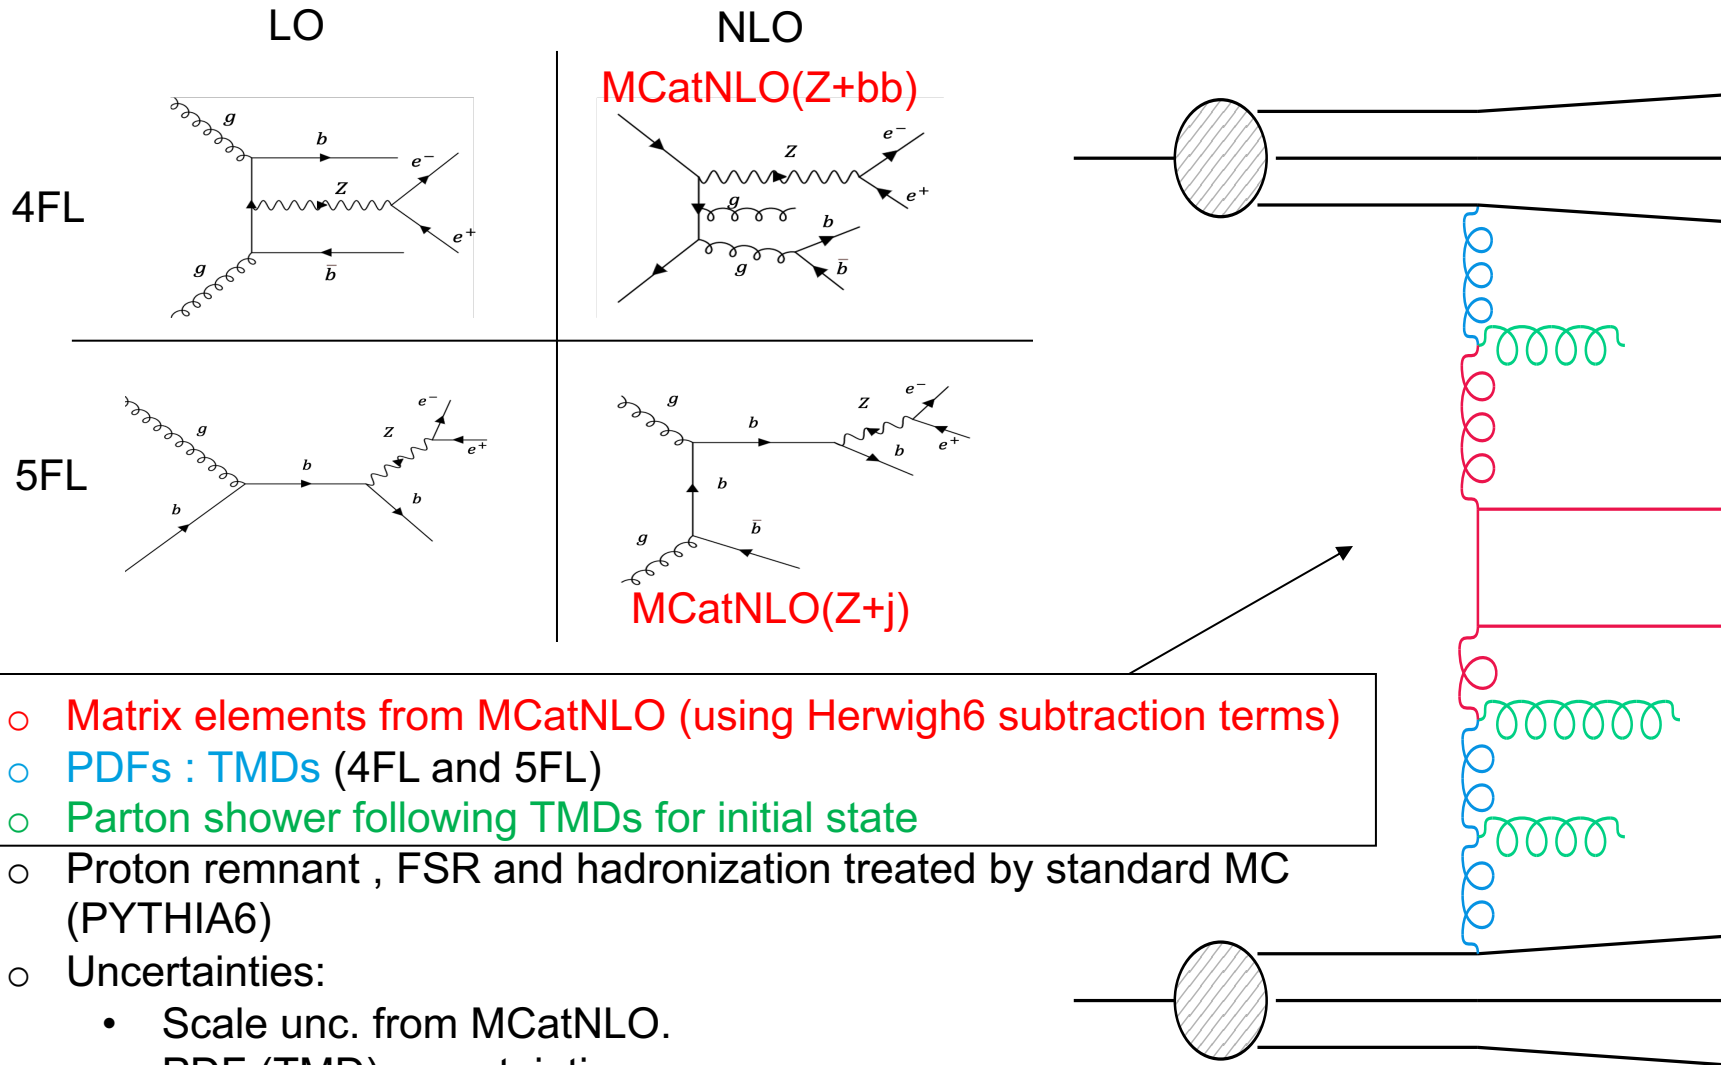 LO
NLO
MCatNLO(Z+bb)
g
b
e⁻
Z
e⁺
g
b̄
4FL
Z
e⁻
e⁺
g
b
g
b̄
5FL
g
b
b
Z
e⁻
e⁺
b
g
b
Z
e⁻
e⁺
b
b
g
b̄
MCatNLO(Z+j)
○ Matrix elements from MCatNLO (using Herwigh6 subtraction terms)
○ PDFs : TMDs (4FL and 5FL)
○ Parton shower following TMDs for initial state
○ Proton remnant , FSR and hadronization treated by standard MC
(PYTHIA6)
○ Uncertainties:
• Scale unc. from MCatNLO.
PDF (TMD)